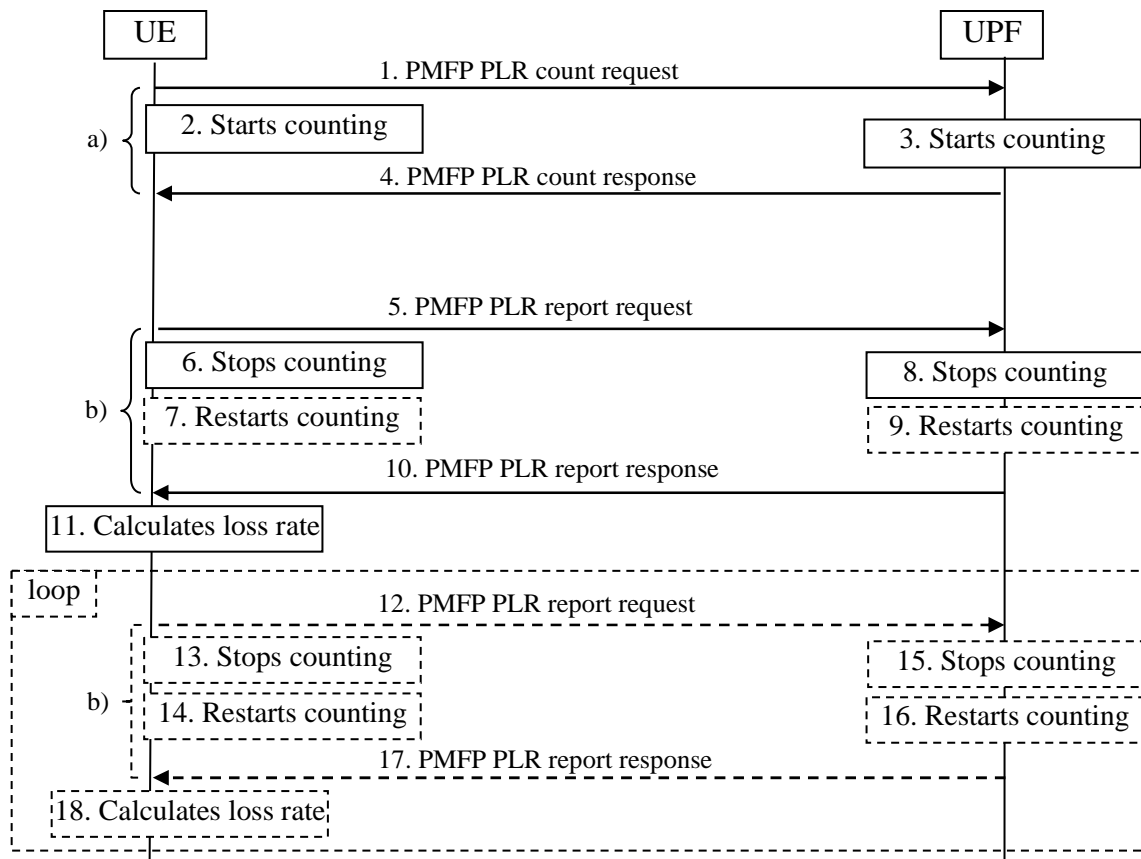 UE
UPF
1. PMFP PLR count request
a)
2. Starts counting
3. Starts counting
4. PMFP PLR count response
5. PMFP PLR report request
b)
6. Stops counting
8. Stops counting
7. Restarts counting
9. Restarts counting
10. PMFP PLR report response
11. Calculates loss rate
loop
12. PMFP PLR report request
b)
13. Stops counting
15. Stops counting
14. Restarts counting
16. Restarts counting
17. PMFP PLR report response
18. Calculates loss rate